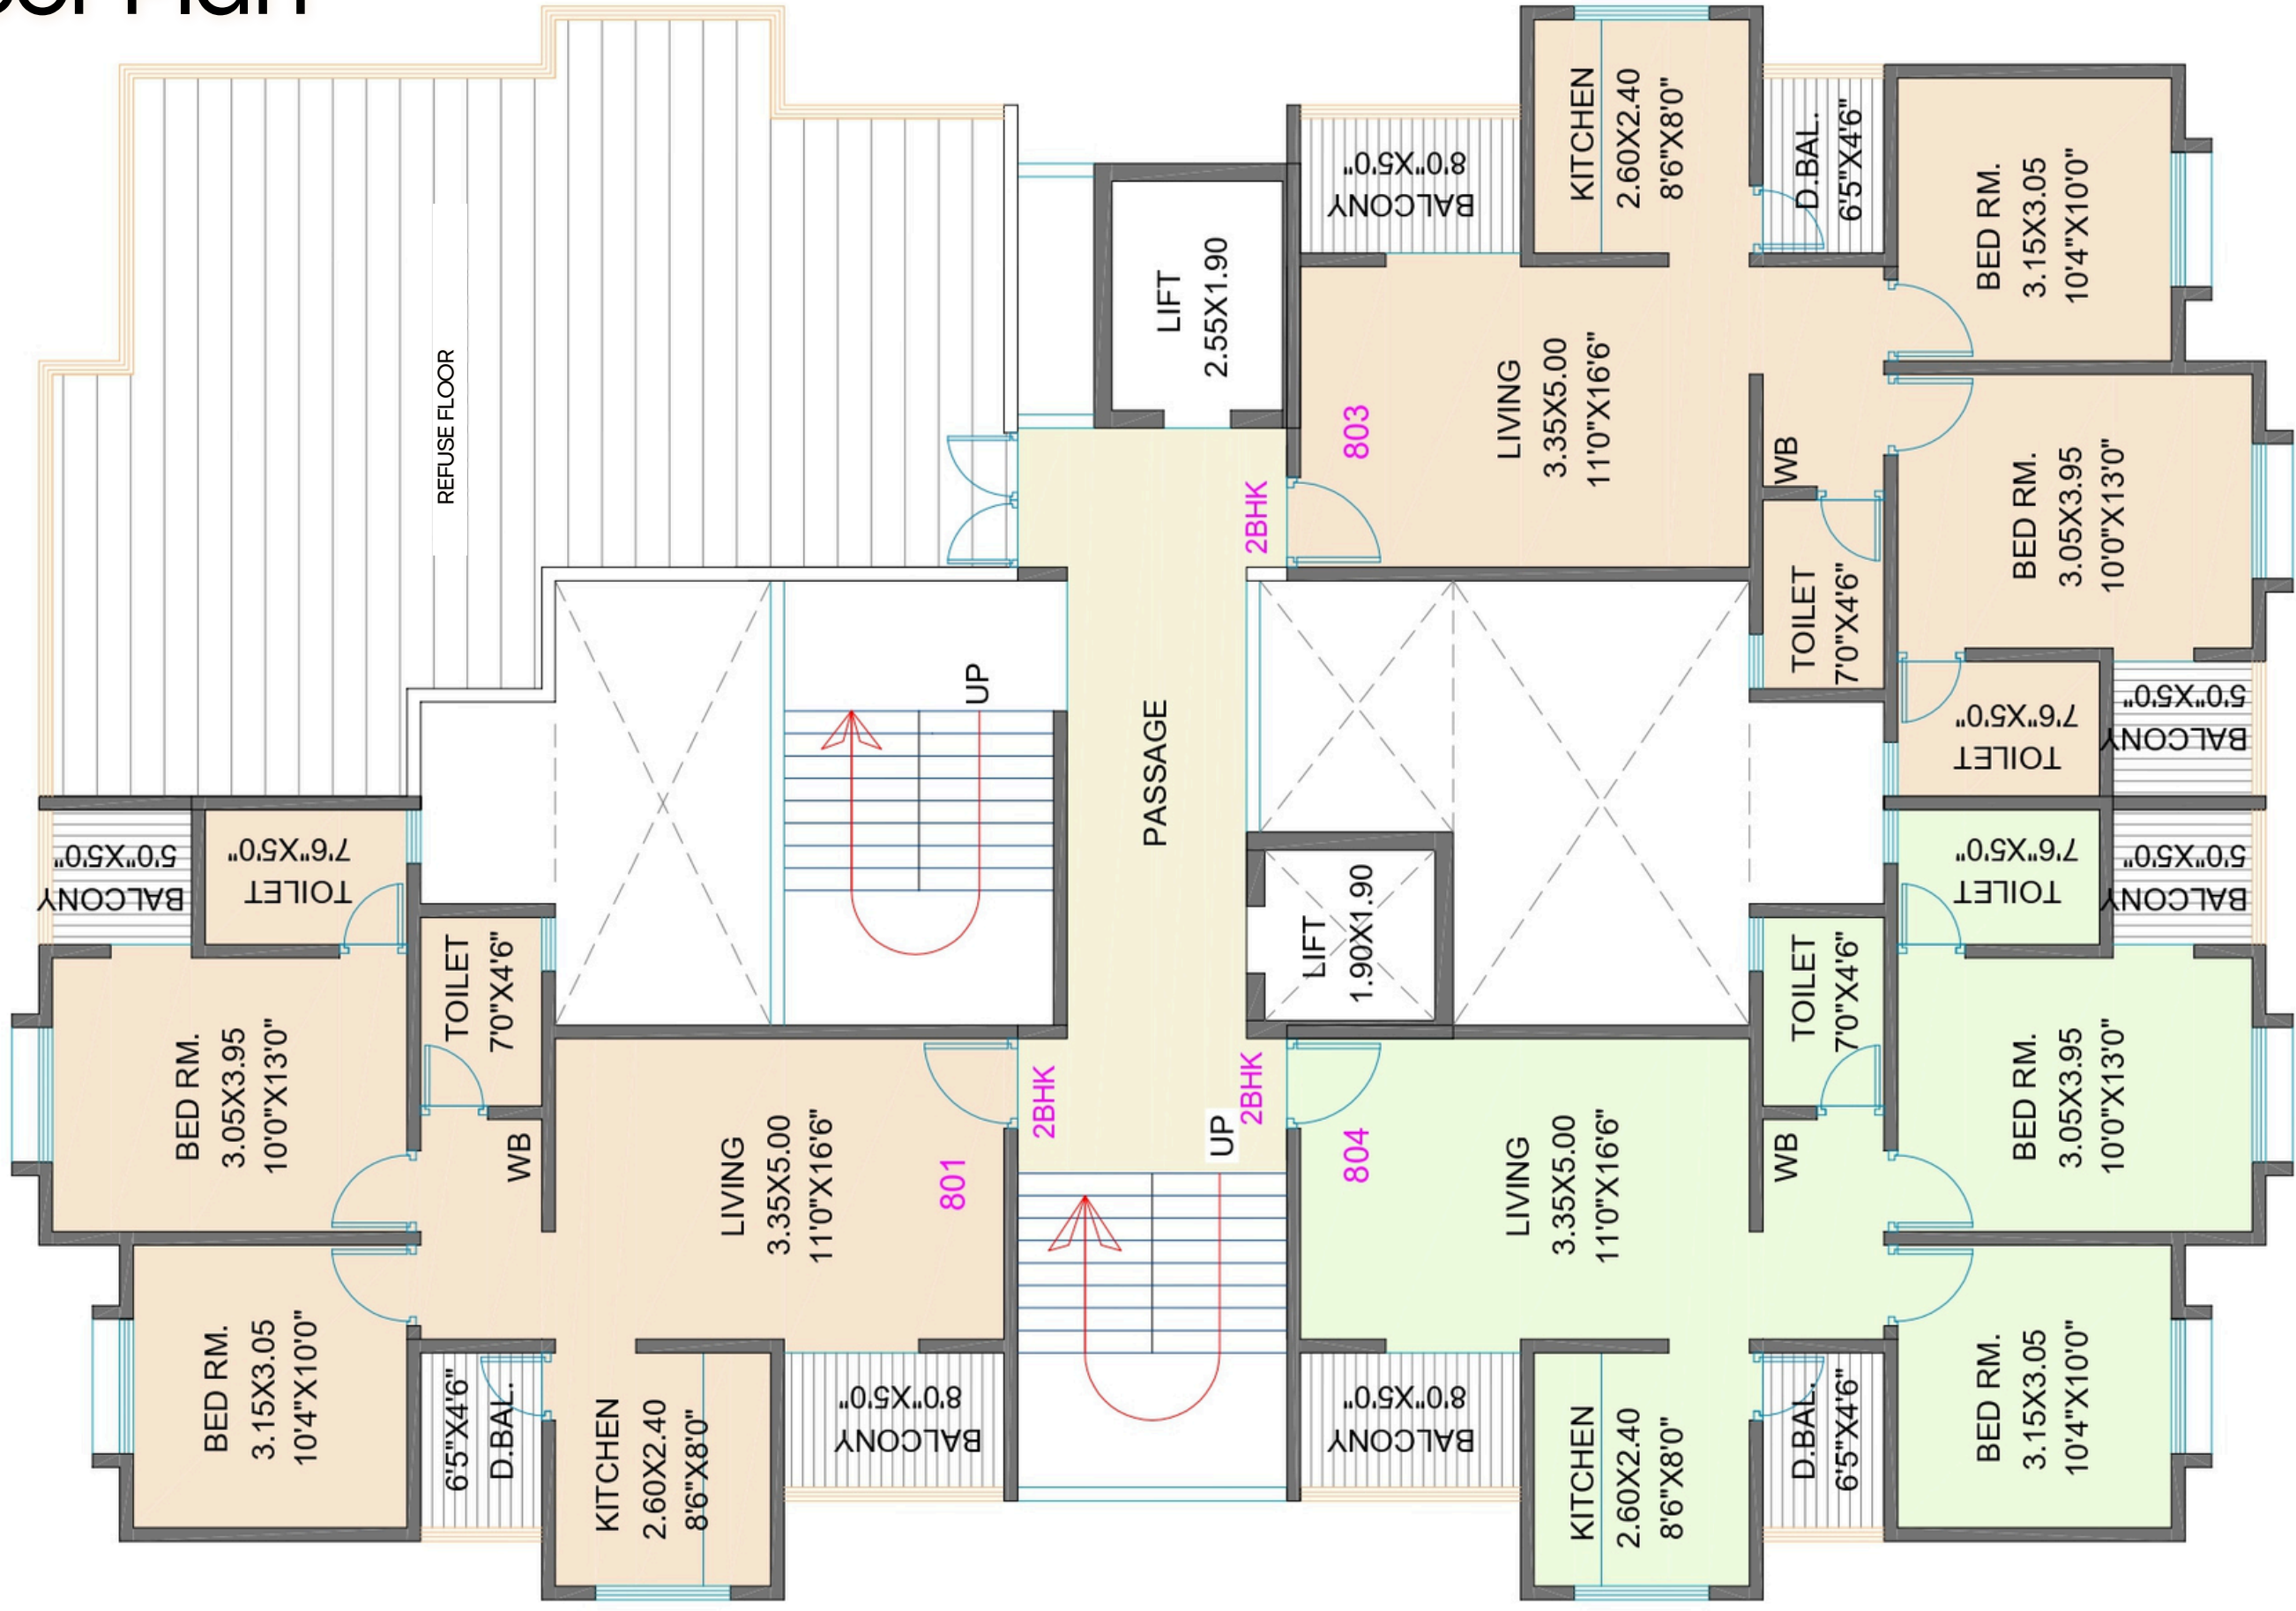 REFUSE FLOOR
LIFT
2.55X1.90
BALCONY
8'0"X5'0"
KITCHEN
2.60X2.40
8'6"X8'0"
D.BAL.
6'5"X4'6"
BED RM.
3.15X3.05
10'4"X10'0"
803
2BHK
LIVING
3.35X5.00
11'0"X16'6"
WB
BED RM.
3.05X3.95
10'0"X13'0"
TOILET
7'0"X4'6"
TOILET
7'6"X5'0"
BALCONY
5'0"X5'0"
UP
PASSAGE
LIFT
1.90X1.90
BALCONY
5'0"X5'0"
TOILET
7'6"X5'0"
TOILET
7'0"X4'6"
BED RM.
3.05X3.95
10'0"X13'0"
WB
LIVING
3.35X5.00
11'0"X16'6"
801
2BHK
BED RM.
3.15X3.05
10'4"X10'0"
6'5"X4'6"
D.BAL.
KITCHEN
2.60X2.40
8'6"X8'0"
BALCONY
8'0"X5'0"
UP
2BHK
804
LIVING
3.35X5.00
11'0"X16'6"
WB
TOILET
7'0"X4'6"
TOILET
7'6"X5'0"
BALCONY
5'0"X5'0"
BED RM.
3.05X3.95
10'0"X13'0"
BALCONY
8'0"X5'0"
KITCHEN
2.60X2.40
8'6"X8'0"
D.BAL.
6'5"X4'6"
BED RM.
3.15X3.05
10'4"X10'0"